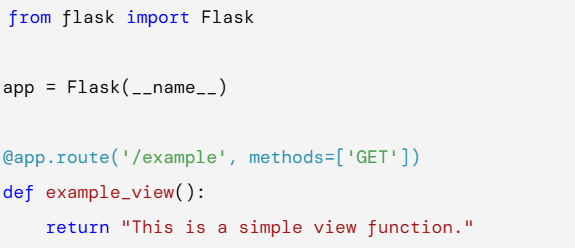 from flask import Flask
app = Flask(__name__)
@app.route('/example', methods=['GET'])
def example_view():
    return "This is a simple view function."